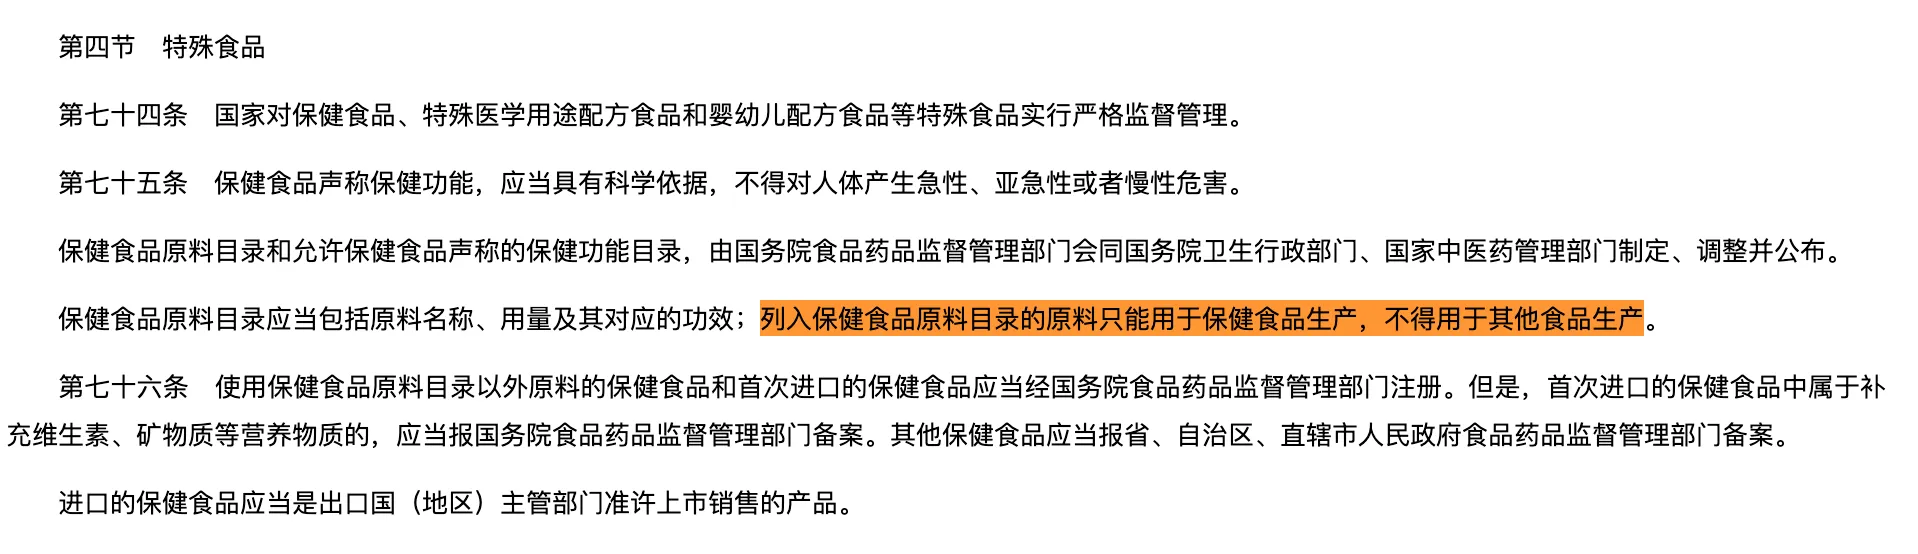 第四节　特殊食品
第七十四条　国家对保健食品、特殊医学用途配方食品和婴幼儿配方食品等特殊食品实行严格监督管理。
第七十五条　保健食品声称保健功能，应当具有科学依据，不得对人体产生急性、亚急性或者慢性危害。
保健食品原料目录和允许保健食品声称的保健功能目录，由国务院食品药品监督管理部门会同国务院卫生行政部门、国家中医药管理部门制定、调整并公布。
保健食品原料目录应当包括原料名称、用量及其对应的功效；列入保健食品原料目录的原料只能用于保健食品生产，不得用于其他食品生产。
第七十六条　使用保健食品原料目录以外原料的保健食品和首次进口的保健食品应当经国务院食品药品监督管理部门注册。但是，首次进口的保健食品中属于补
充维生素、矿物质等营养物质的，应当报国务院食品药品监督管理部门备案。其他保健食品应当报省、自治区、直辖市人民政府食品药品监督管理部门备案。
进口的保健食品应当是出口国（地区）主管部门准许上市销售的产品。